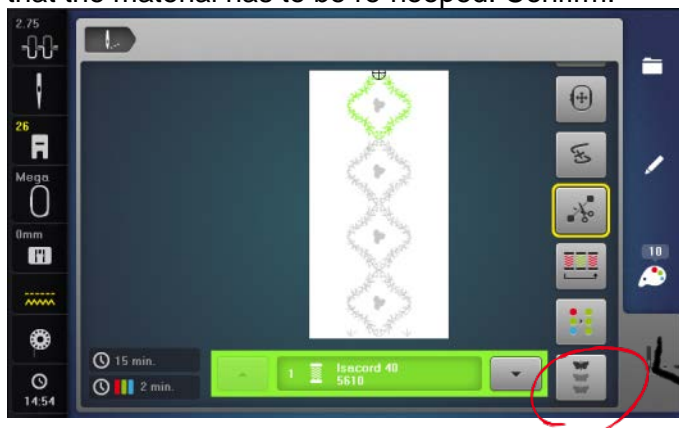 that the material has to be re-hooped. Confirm.
2.75
26
Mega
0mm
14:54
15 min.
2 min.
1
Isacord 40
5610
10